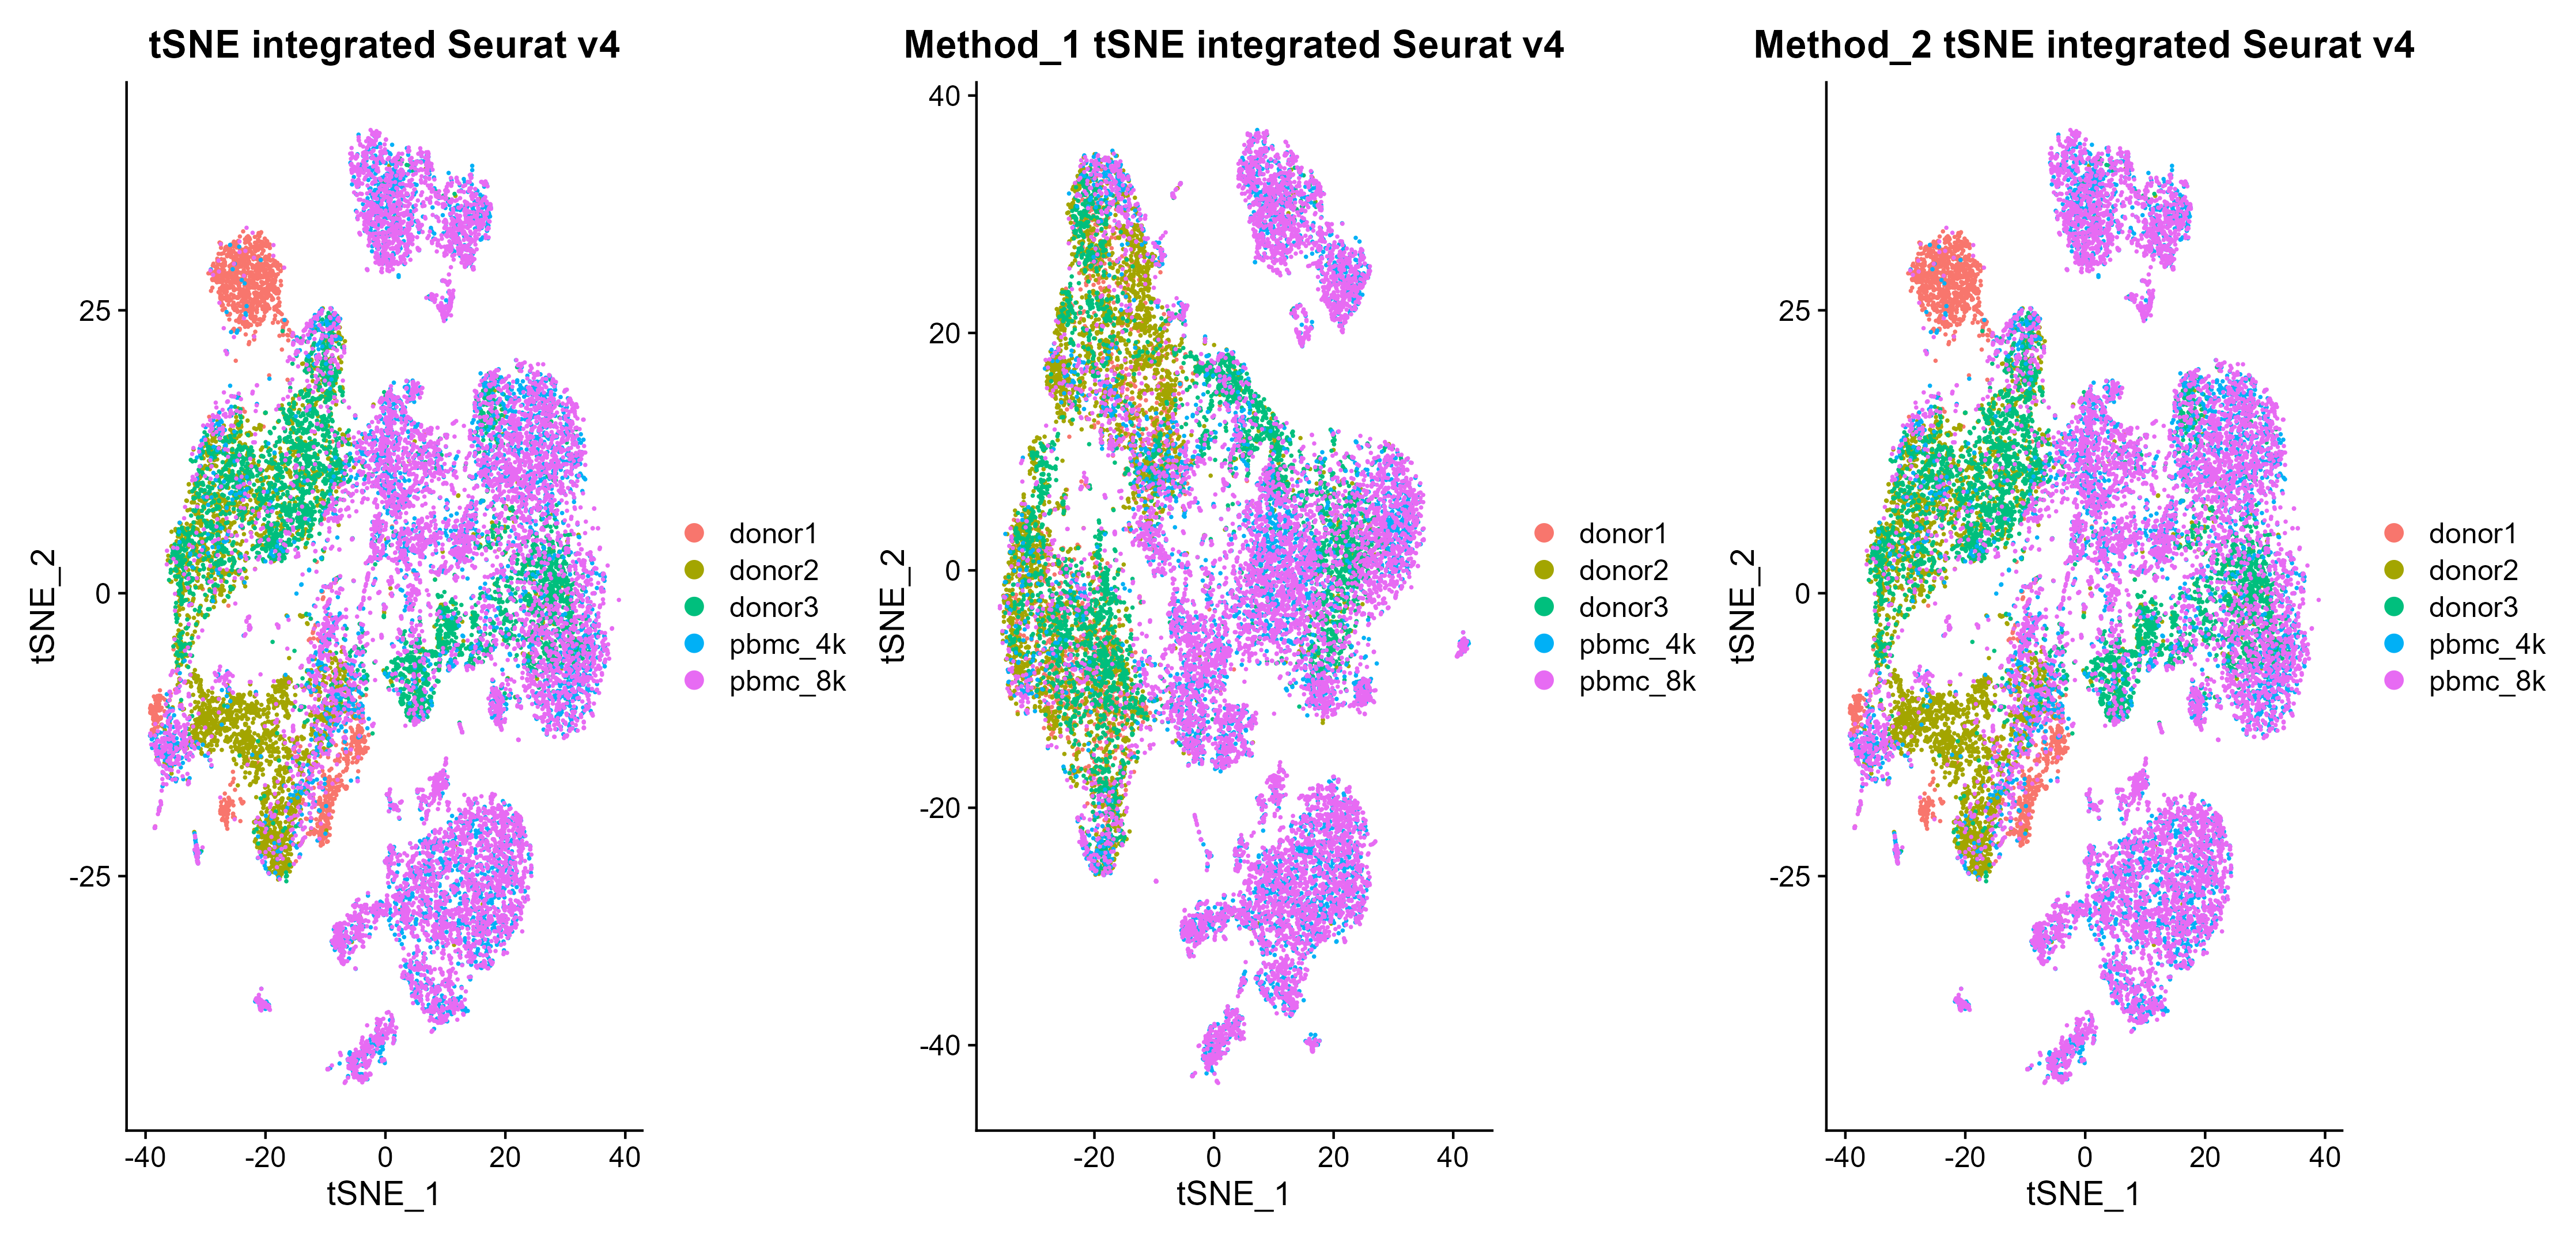 tSNE integrated Seurat v4
tSNE_2
25
0
-25
-40 -20 0 20 40
tSNE_1
donor1
donor2
donor3
pbmc_4k
pbmc_8k
Method_1 tSNE integrated Seurat v4
tSNE_2
40
20
0
-20
-40
-20 0 20 40
tSNE_1
donor1
donor2
donor3
pbmc_4k
pbmc_8k
Method_2 tSNE integrated Seurat v4
tSNE_2
25
0
-25
-40 -20 0 20 40
tSNE_1
donor1
donor2
donor3
pbmc_4k
pbmc_8k